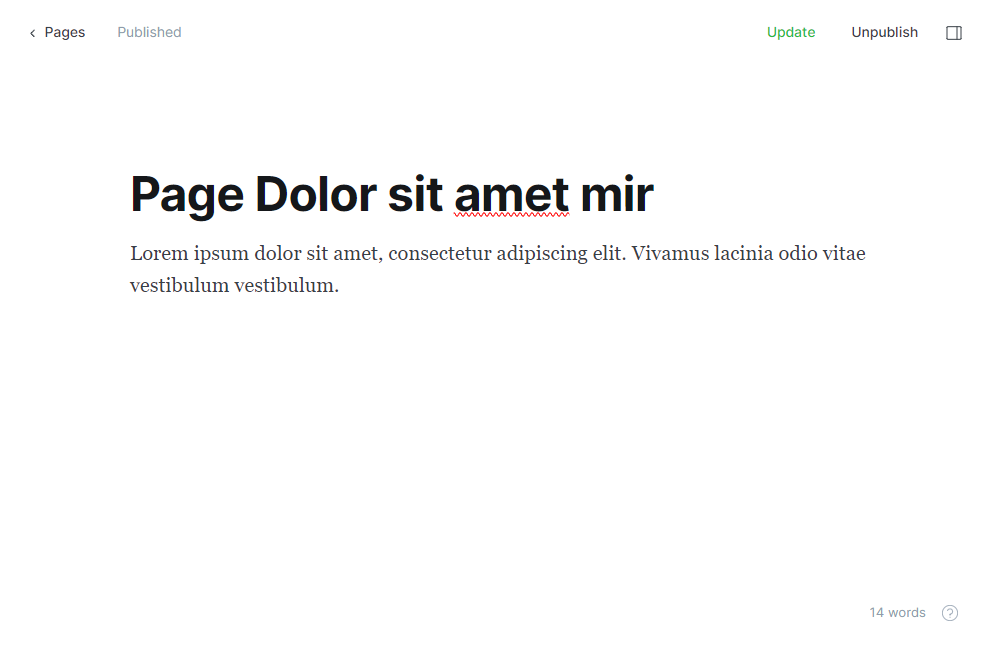 Pages Published Update Unpublish
Page Dolor sit amet mir
Lorem ipsum dolor sit amet, consectetur adipiscing elit. Vivamus lacinia odio vitae
vestibulum vestibulum.
14 words ?